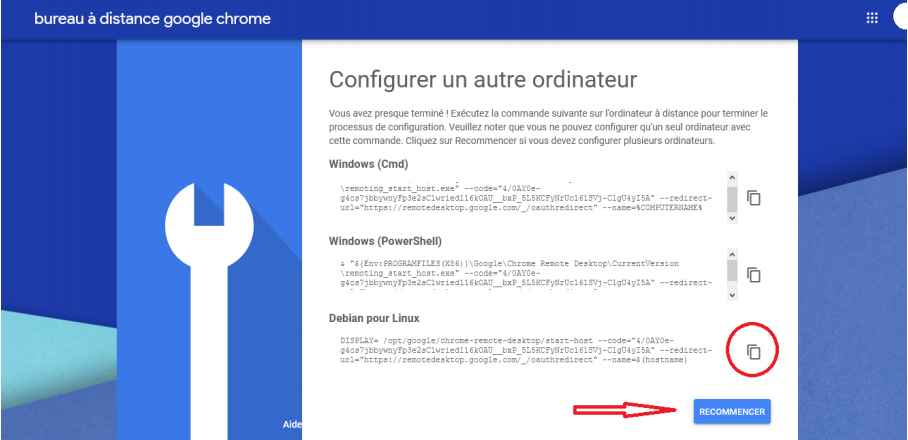 bureau à distance google chrome
Configurer un autre ordinateur
Vous avez presque terminé ! Exécutez la commande suivante sur l'ordinateur à distance pour terminer le
processus de configuration. Veuillez noter que vous ne pouvez configurer qu'un seul ordinateur avec
cette commande. Cliquez sur Recommencer si vous devez configurer plusieurs ordinateurs.
Windows (Cmd)
\remoting_start_host.exe" --code="4/0AY0e-
g4cs7jbbywnyFp3e2sClwried1l6kOAU__bxP_5L5KCFyNrUc16lSVj-ClgU4yI5A" --redirect-
url="https://remotedesktop.google.com/_/oauthredirect" --name=%COMPUTERNAME%
Windows (PowerShell)
& "${Env:PROGRAMFILES(X86)}\Google\Chrome Remote Desktop\CurrentVersion
\remoting_start_host.exe" --code="4/0AY0e-
g4cs7jbbywnyFp3e2sClwried1l6kOAU__bxP_5L5KCFyNrUc16lSVj-ClgU4yI5A" --redirect-
Debian pour Linux
DISPLAY= /opt/google/chrome-remote-desktop/start-host --code="4/0AY0e-
g4cs7jbbywnyFp3e2sClwried1l6kOAU__bxP_5L5KCFyNrUc16lSVj-ClgU4yI5A" --redirect-
url="https://remotedesktop.google.com/_/oauthredirect" --name=$(hostname)
RECOMMENCER
Aide